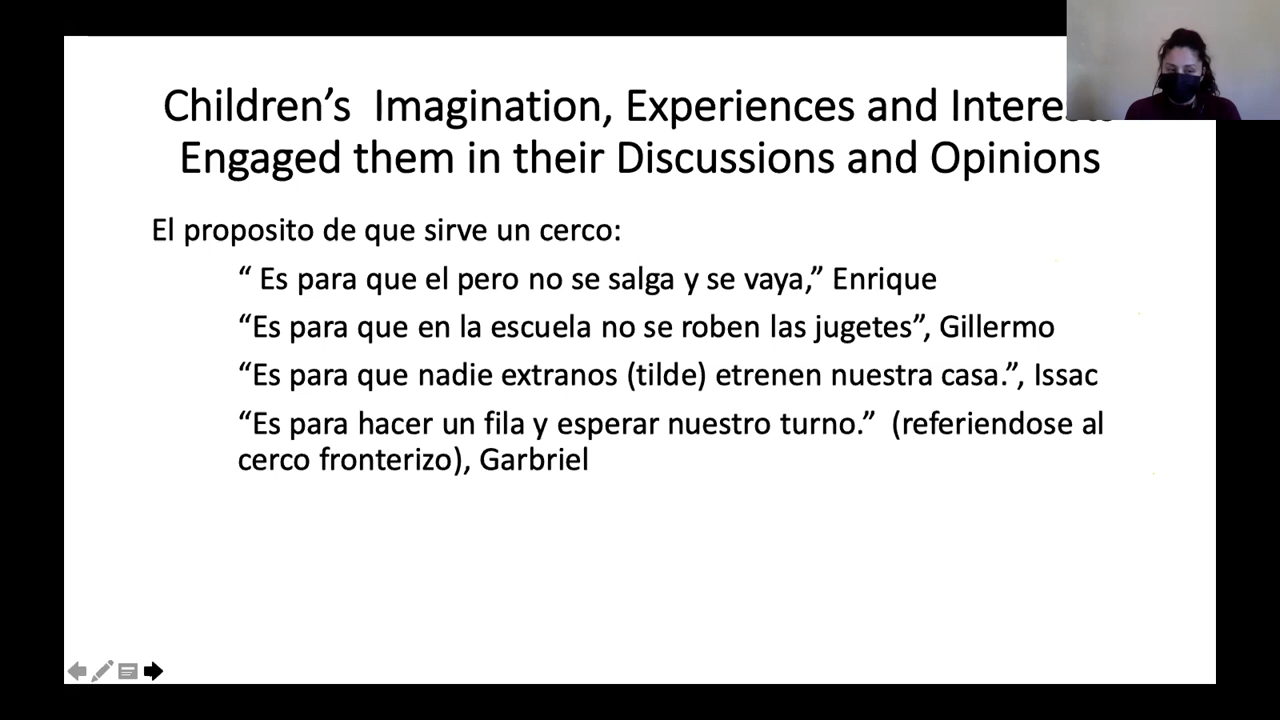 Children’s  Imagination, Experiences and Interests
Engaged them in their Discussions and Opinions
El proposito de que sirve un cerco:
“ Es para que el pero no se salga y se vaya,” Enrique
“Es para que en la escuela no se roben las jugetes”, Gillermo
“Es para que nadie extranos (tilde) etrenen nuestra casa.”, Issac
“Es para hacer un fila y esperar nuestro turno.”  (referiendose al
cerco fronterizo), Garbriel